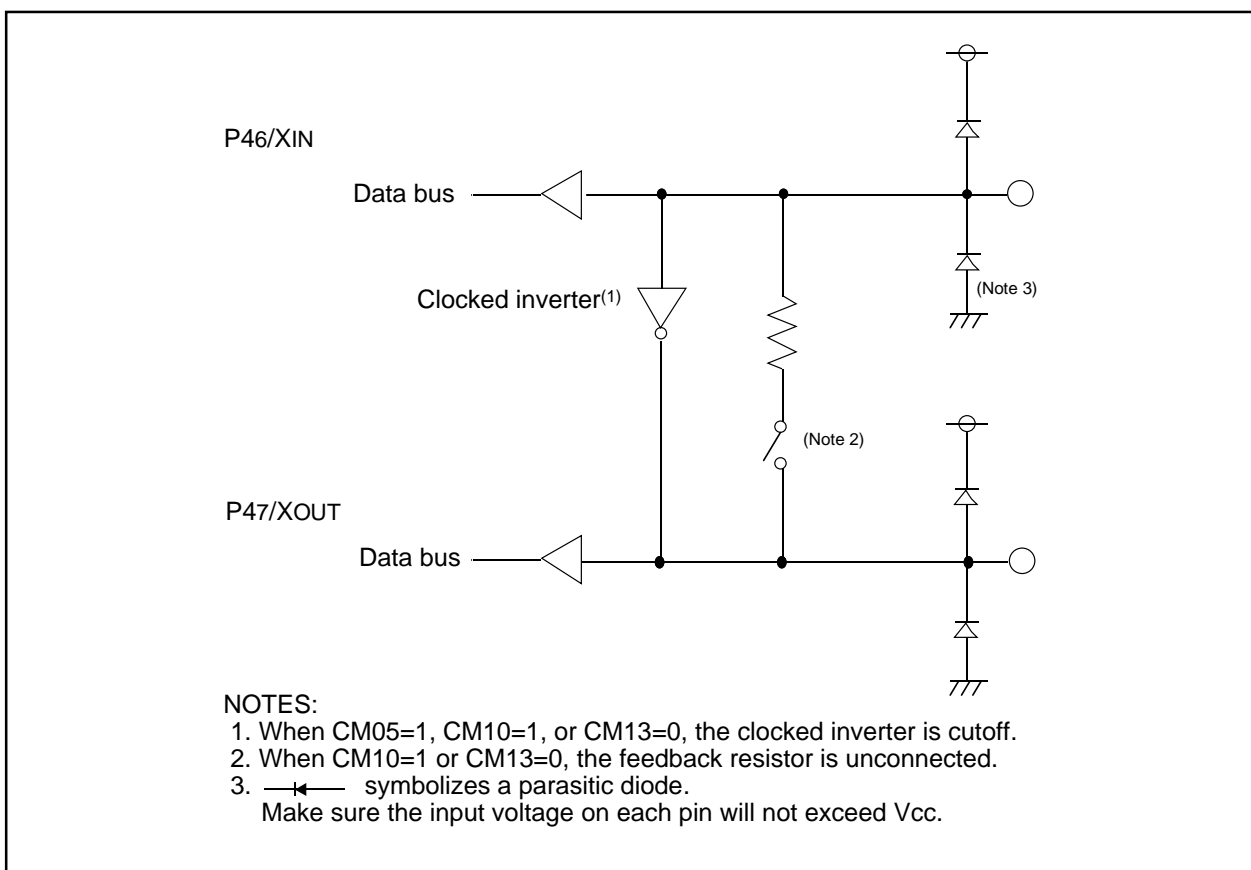 P46/XIN
Data bus
Clocked inverter(1)
(Note 3)
(Note 2)
P47/XOUT
Data bus
NOTES:
1. When CM05=1, CM10=1, or CM13=0, the clocked inverter is cutoff.
2. When CM10=1 or CM13=0, the feedback resistor is unconnected.
3. symbolizes a parasitic diode.
Make sure the input voltage on each pin will not exceed Vcc.